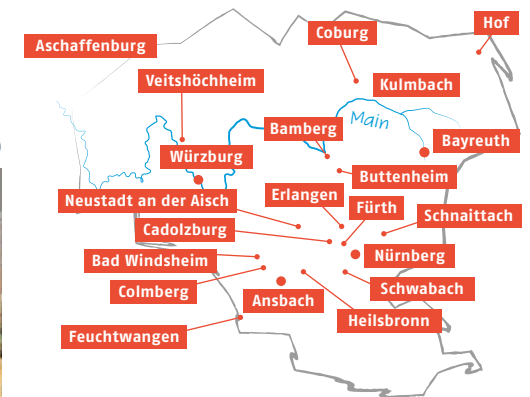 Hof
Coburg
Aschaffenburg
Veitshöchheim
Kulmbach
Main
Bamberg
Bayreuth
Würzburg
Buttenheim
Neustadt an der Aisch
Erlangen
Fürth
Schnaittach
Cadolzburg
Bad Windsheim
Nürnberg
Colmberg
Schwabach
Ansbach
Heilsbronn
Feuchtwangen